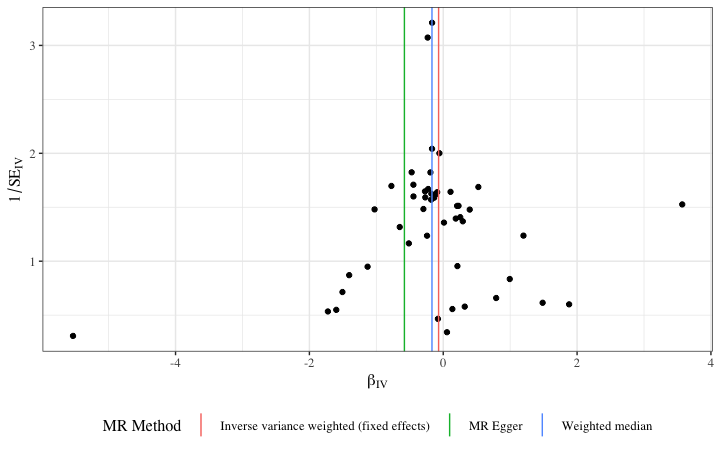 3
2
1
1/SE_IV
-4 -2 0 2 4
β_IV
MR Method Inverse variance weighted (fixed effects) MR Egger Weighted median